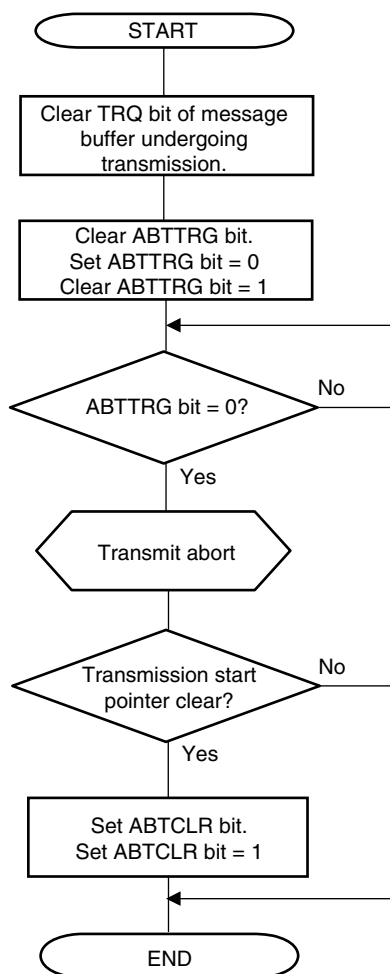 START
Clear TRQ bit of message
buffer undergoing
transmission.
Clear ABTTRG bit.
Set ABTTRG bit = 0
Clear ABTTRG bit = 1
ABTTRG bit = 0?
No
Yes
Transmit abort
Transmission start
pointer clear?
No
Yes
Set ABTCLR bit.
Set ABTCLR bit = 1
END